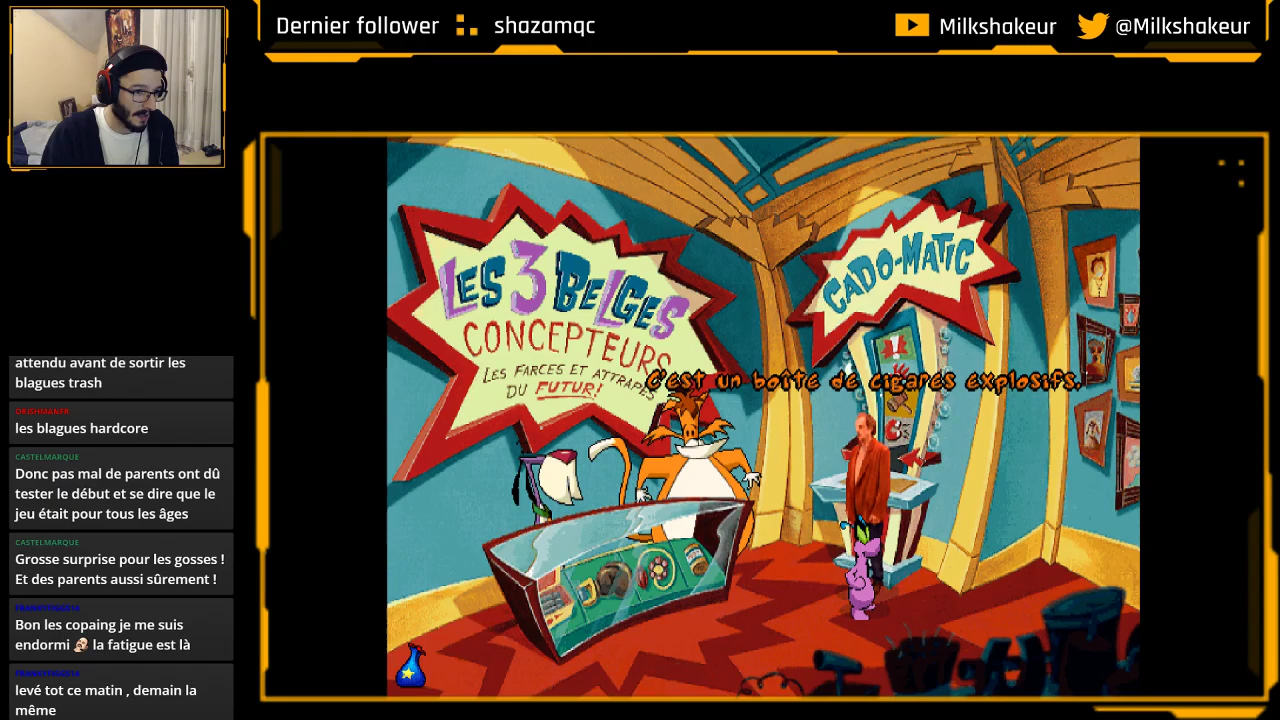 Dernier follower
shazamqc
Milkshakeur
@Milkshakeur
LES 3 BELGES
CONCEPTEURS
LES FARCES ET ATTRAPES
DU FUTUR!
CADO-MATIC
C'est un boîte de cigares explosifs.
attendu avant de sortir les
blagues trash
les blagues hardcore
CASTELMARQUE
Donc pas mal de parents ont dû
tester le début et se dire que le
jeu était pour tous les âges
CASTELMARQUE
Grosse surprise pour les gosses !
Et des parents aussi sûrement !
Bon les copaing je me suis
endormi la fatigue est là
levé tot ce matin , demain la
même